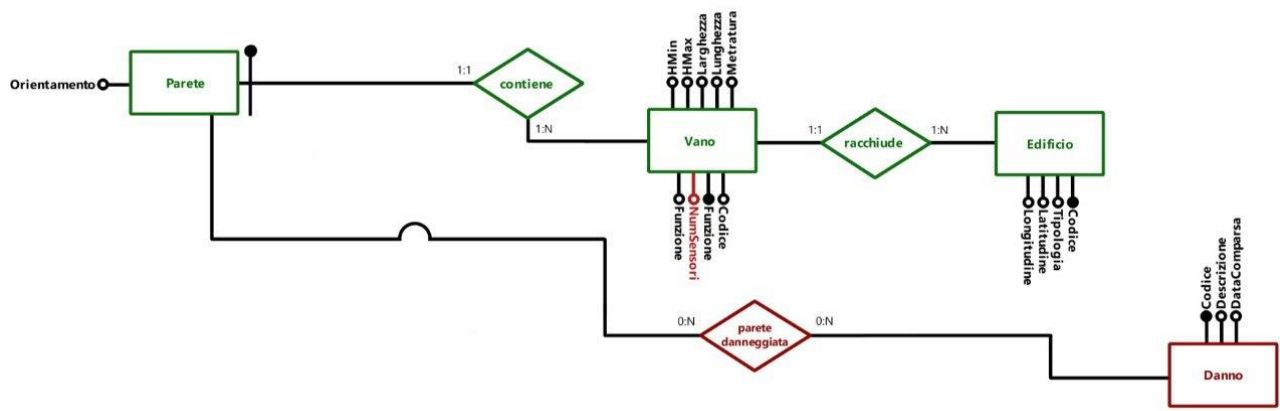 HMin
HMax
Larghezza
Lunghezza
Metratura
Orientamento
Parete
1:1
contiene
1:N
Vano
1:1
racchiude
1:N
Edificio
Funzione
NumSensori
Funzione
Codice
Longitudine
Latitudine
Tipologia
Codice
Codice
Descrizione
DataComparsa
0:N
parete
danneggiata
0:N
Danno